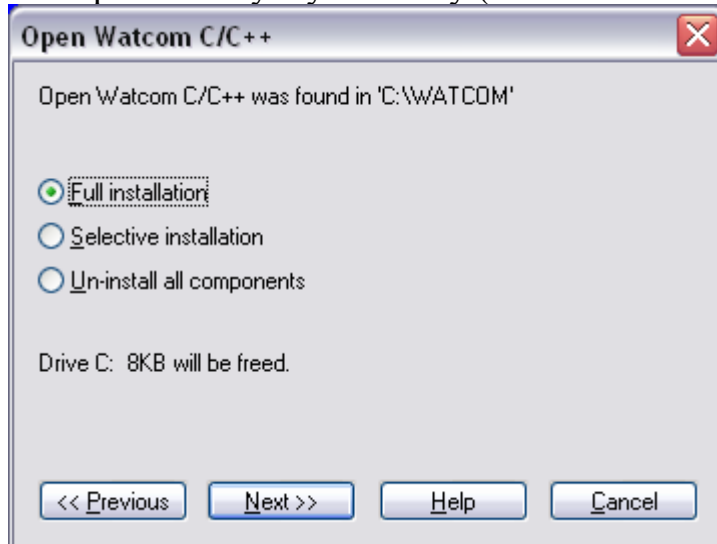 Open Watcom C/C++
Open Watcom C/C++ was found in 'C:\WATCOM'
Full installation
Selective installation
Un-install all components
Drive C: 8KB will be freed.
<< Previous Next >> Help Cancel